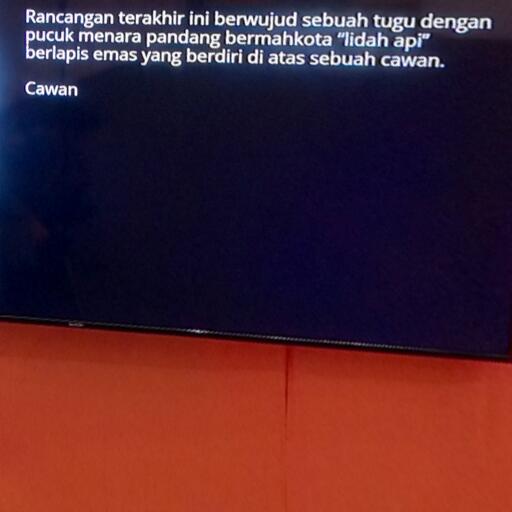 Rancangan terakhir ini berwujud sebuah tugu dengan
pucuk menara pandang bermahkota “lidah api”
berlapis emas yang berdiri di atas sebuah cawan.
Cawan